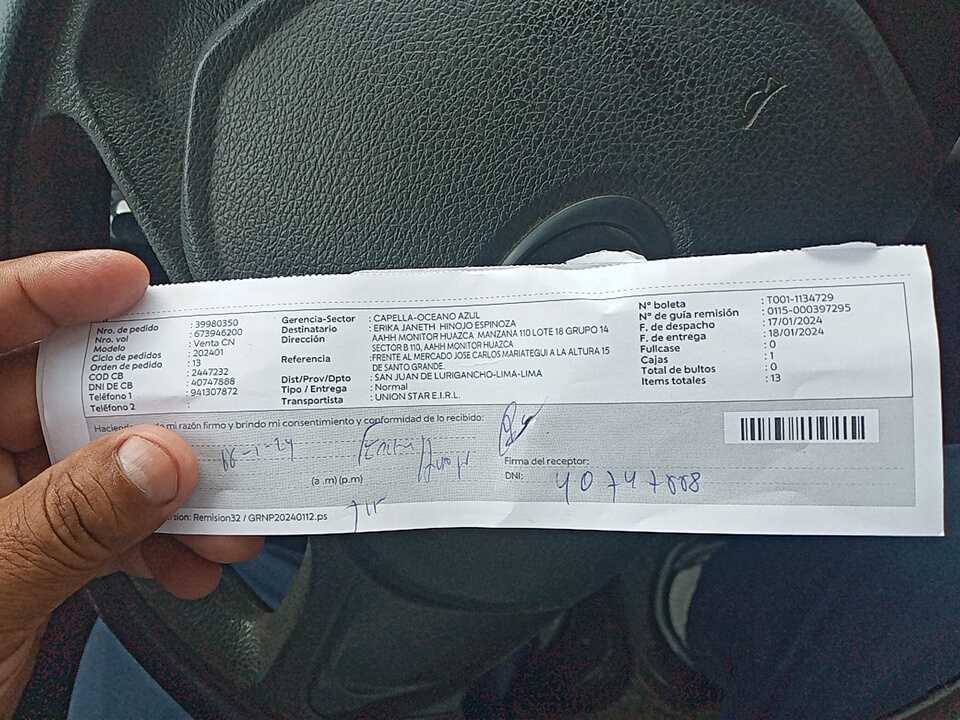 Nro. de pedido : 39980350
Nro. vol : 673946200
Modelo : Venta CN
Ciclo de pedidos : 202401
Orden de pedido : 13
COD CB : 2447232
DNI DE CB : 40747888
Teléfono 1 : 941307872
Teléfono 2 :
Gerencia-Sector : CAPELLA-OCEANO AZUL
Destinatario : ERIKA JANETH HINOJO ESPINOZA
Dirección : AAHH MONITOR HUAZCA MANZANA 110 LOTE 18 GRUPO 14
SECTOR B 110, AAHH MONITOR HUAZCA
Referencia : FRENTE AL MERCADO JOSE CARLOS MARIATEGUI A LA ALTURA 15
DE SANTO GRANDE.
Dist/Prov/Dpto : SAN JUAN DE LURIGANCHO-LIMA-LIMA
Tipo / Entrega : Normal
Transportista : UNION STAR E.I.R.L.
N° boleta : T001-1134729
N° de guía remisión : 0115-000397295
F. de despacho : 17/01/2024
F. de entrega : 18/01/2024
Fullcase : 0
Cajas : 1
Total de bultos : 0
Items totales : 13
mi razón firmo y brindo mi consentimiento y conformidad de lo recibido:
(a .m) (p.m)
Firma del receptor:
DNI: 40747888
Remision32 / GRNP20240112.ps